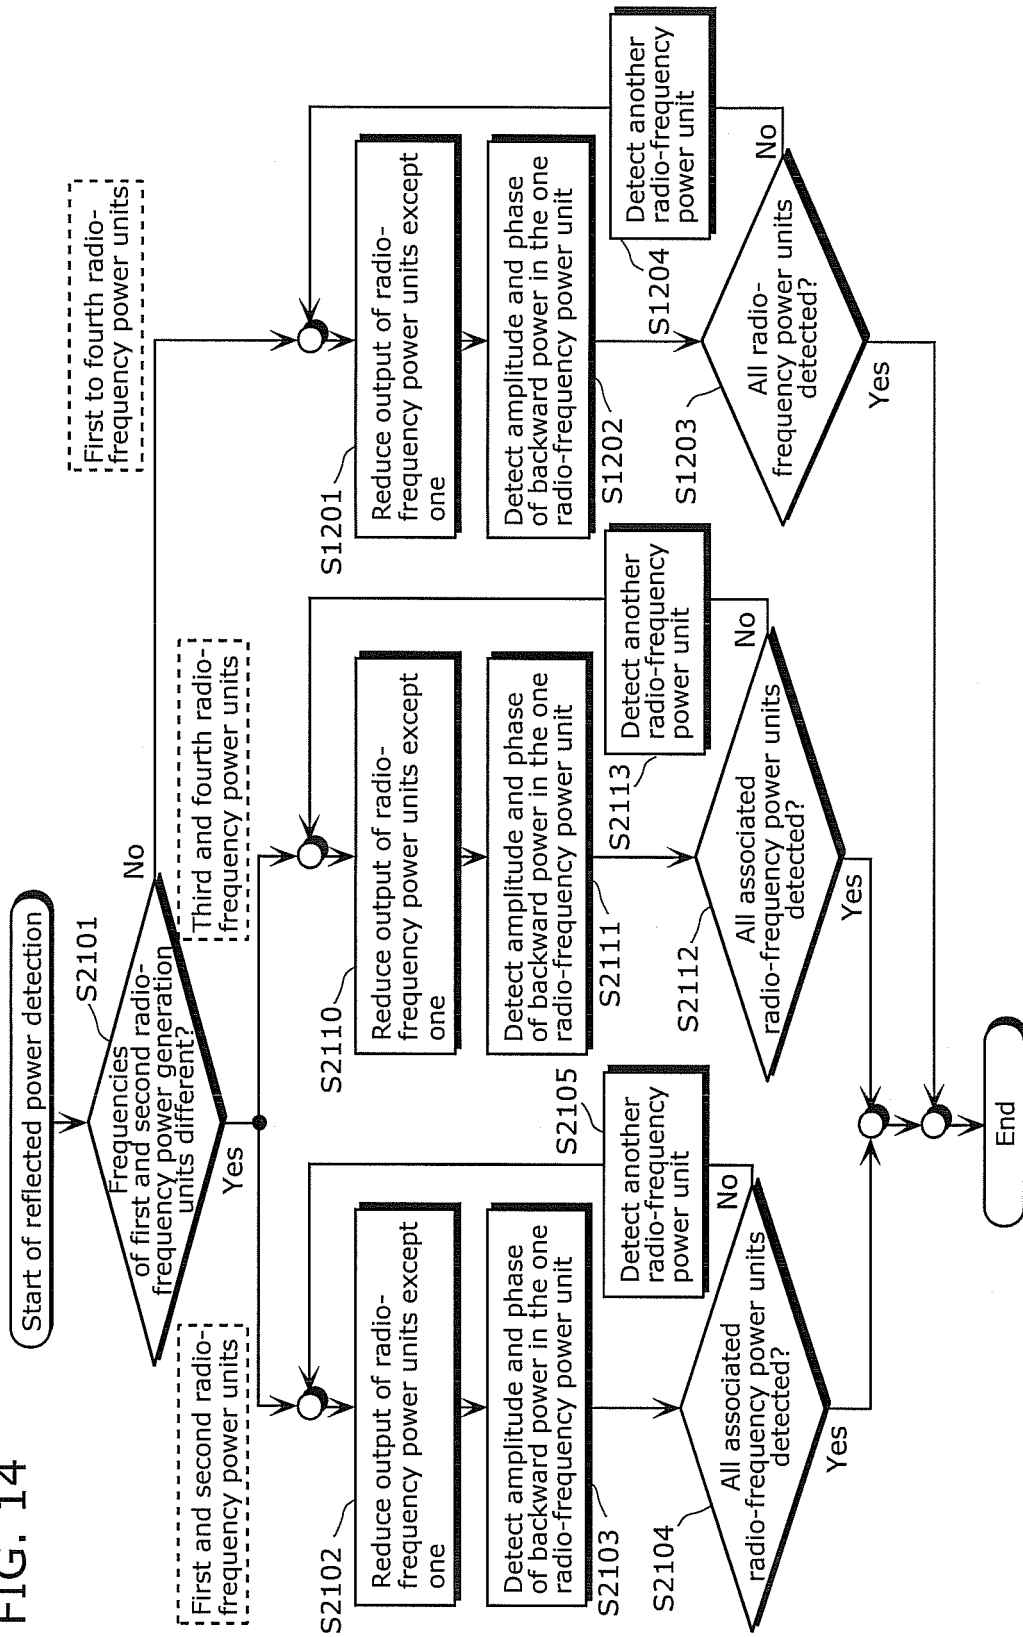 FIG. 14
Start of reflected power detection
S2101
Frequencies
of first and second radio-
frequency power generation
units different?
No
Yes
First and second radio-
frequency power units
S2102
Reduce output of radio-
frequency power units except
one
S2103
Detect amplitude and phase
of backward power in the one
radio-frequency power unit
S2104
All associated
radio-frequency power units
detected?
No
Yes
S2105
Detect another
radio-frequency
power unit
Third and fourth radio-
frequency power units
S2110
Reduce output of radio-
frequency power units except
one
S2111
Detect amplitude and phase
of backward power in the one
radio-frequency power unit
S2112
All associated
radio-frequency power units
detected?
No
Yes
S2113
Detect another
radio-frequency
power unit
First to fourth radio-
frequency power units
S1201
Reduce output of radio-
frequency power units except
one
S1202
Detect amplitude and phase
of backward power in the one
radio-frequency power unit
S1203
All radio-
frequency power units
detected?
No
Yes
S1204
Detect another
radio-frequency
power unit
End